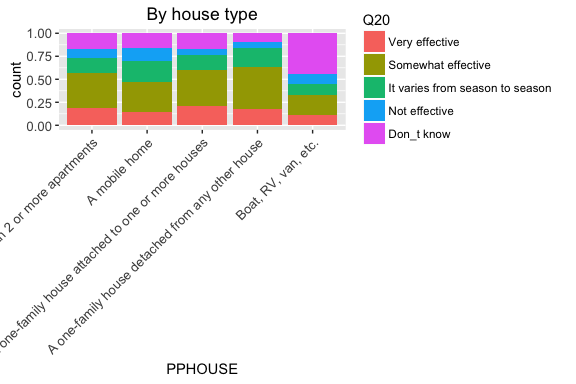 By house type
count
1.00
0.75
0.50
0.25
0.00
2 or more apartments
A mobile home
one-family house attached to one or more houses
A one-family house detached from any other house
Boat, RV, van, etc.
PPHOUSE
Q20
Very effective
Somewhat effective
It varies from season to season
Not effective
Don_t know